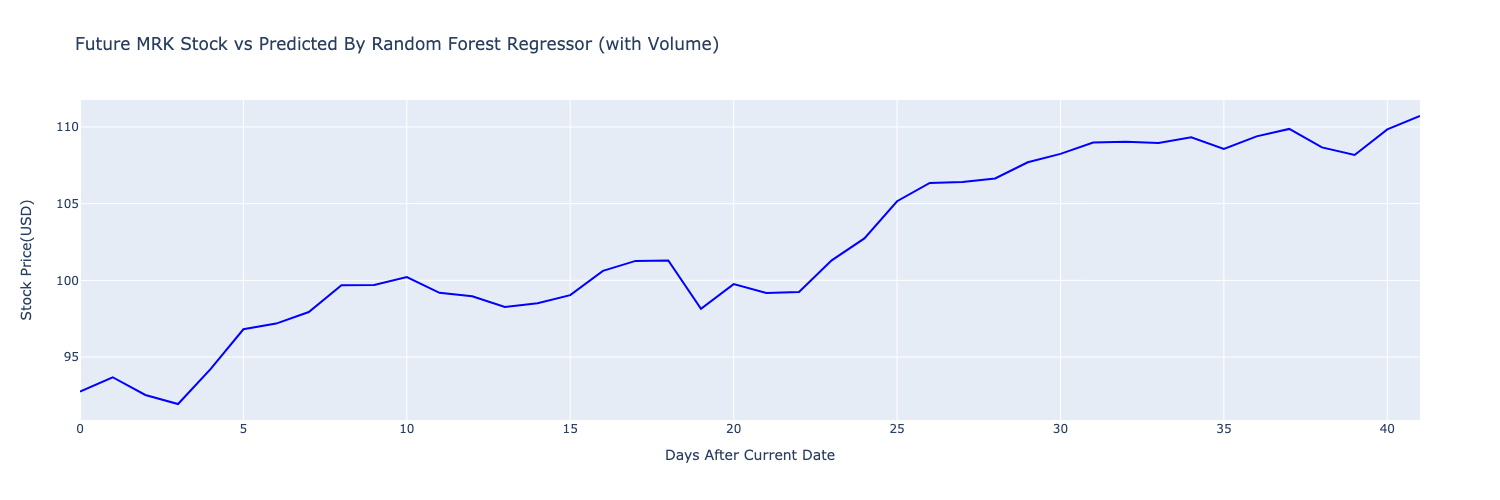 Future MRK Stock vs Predicted By Random Forest Regressor (with Volume)
110
105
100
95
Stock Price(USD)
0 5 10 15 20 25 30 35 40
Days After Current Date